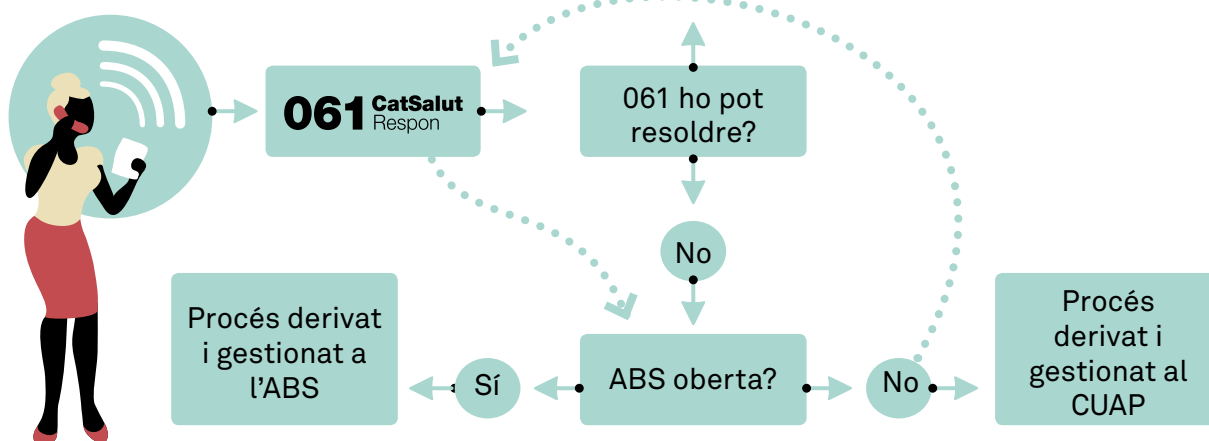 061 CatSalut
Respon
061 ho pot
resoldre?
No
Procés derivat
i gestionat a
l’ABS
Sí
ABS oberta?
No
Procés
derivat i
gestionat al
CUAP